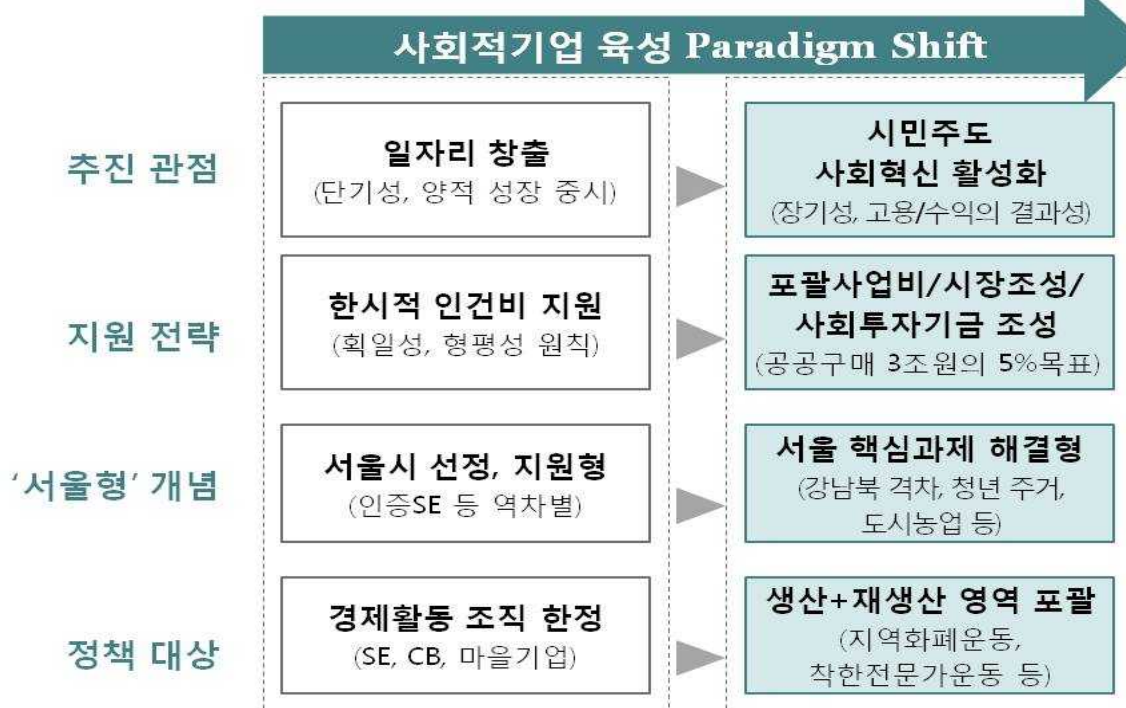 사회적기업 육성 Paradigm Shift
추진 관점
일자리 창출
(단기성, 양적 성장 중시)
시민주도
사회혁신 활성화
(장기성, 고용/수익의 결과성)
지원 전략
한시적 인건비 지원
(획일성, 형평성 원칙)
포괄사업비/시장조성/
사회투자기금 조성
(공공구매 3조원의 5%목표)
'서울형' 개념
서울시 선정, 지원형
(인증SE 등 역차별)
서울 핵심과제 해결형
(강남북 격차, 청년 주거,
도시농업 등)
정책 대상
경제활동 조직 한정
(SE, CB, 마을기업)
생산+재생산 영역 포괄
(지역화폐운동,
착한전문가운동 등)